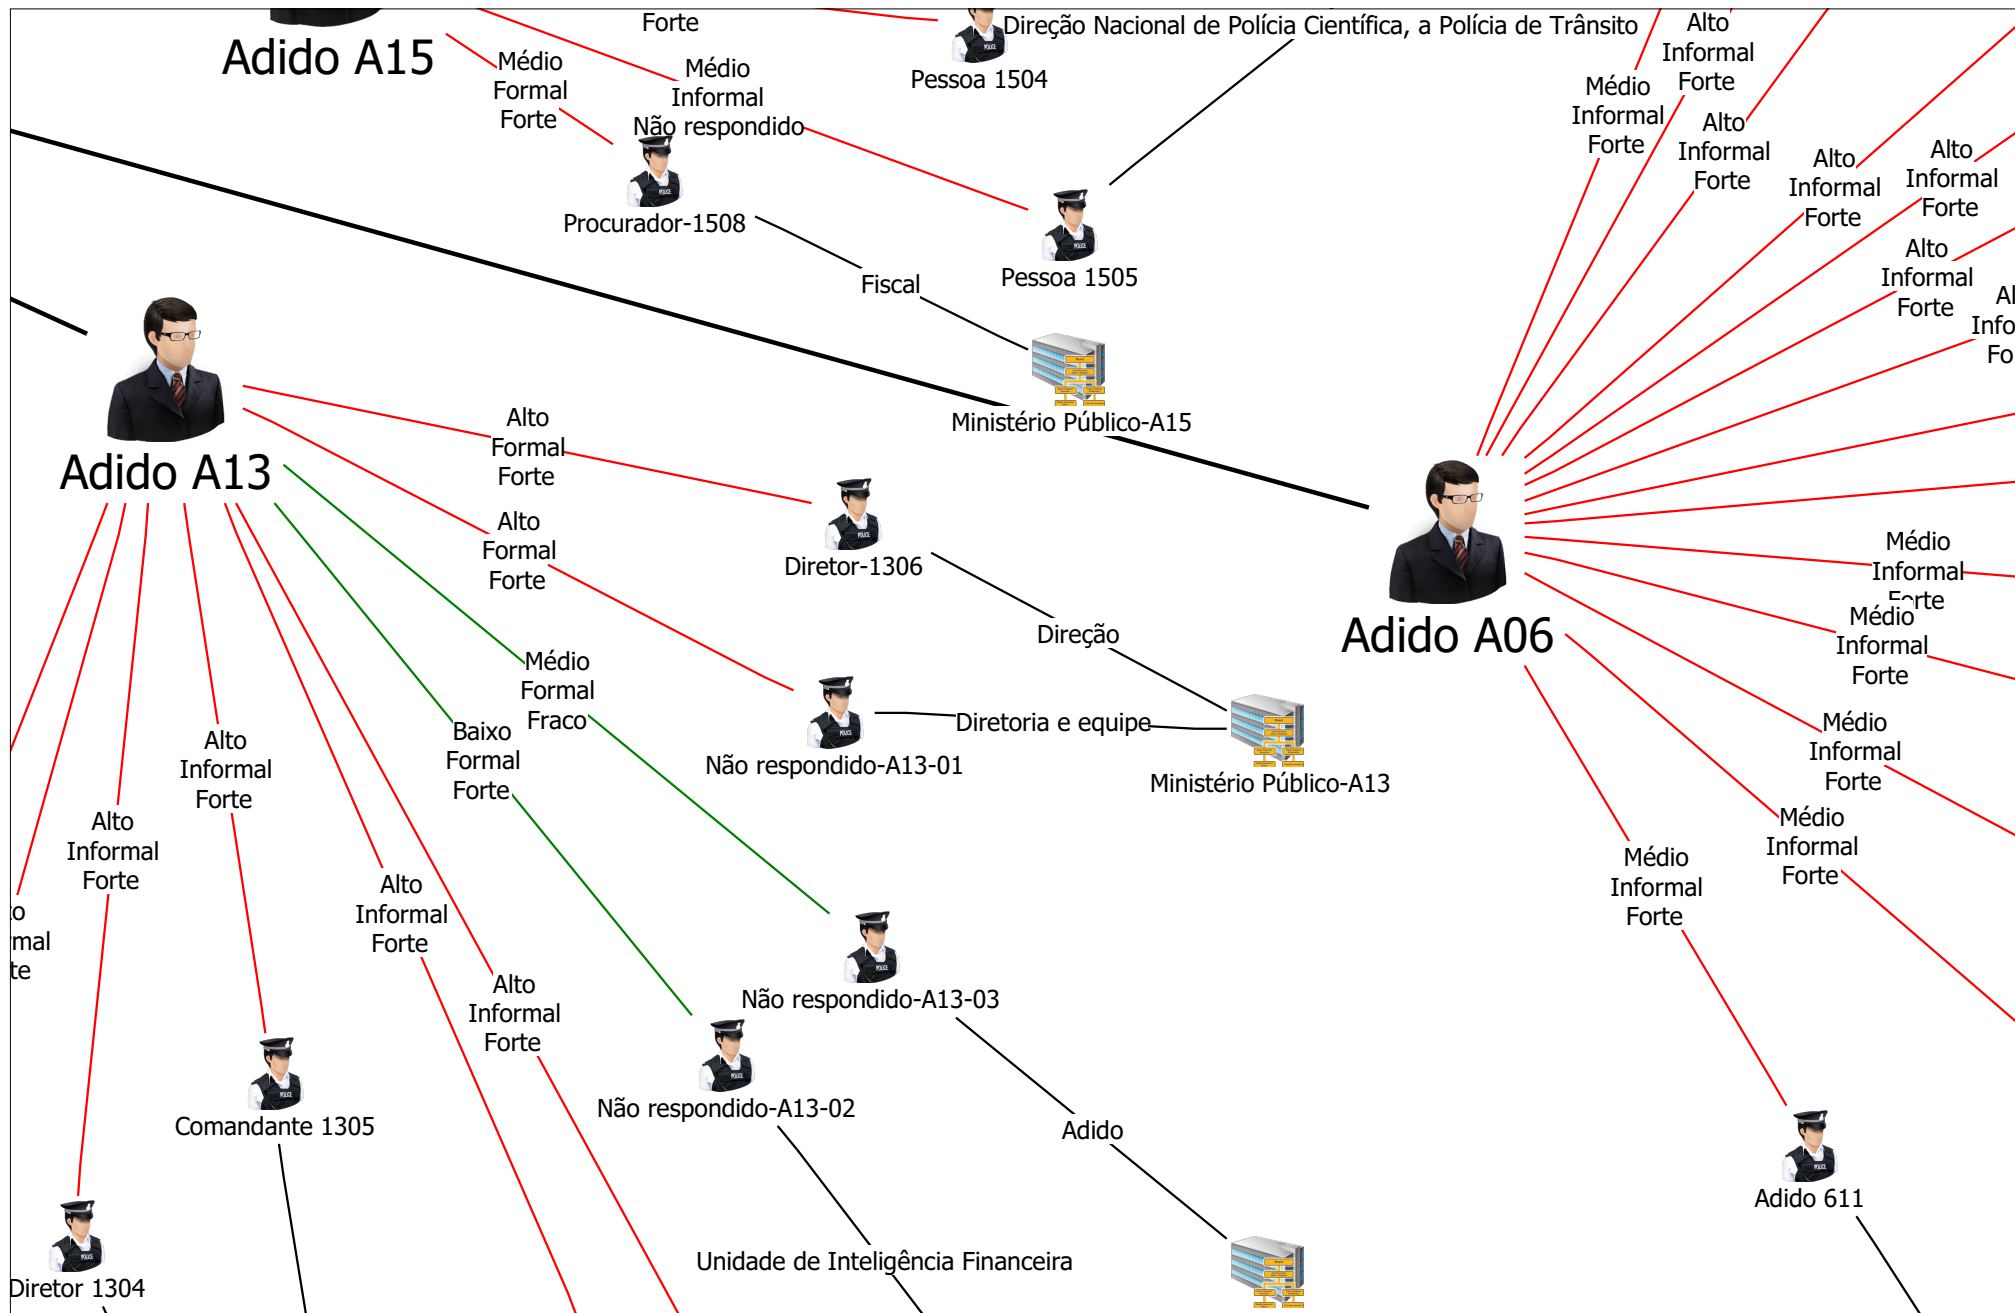 Forte
Direção Nacional de Polícia Científica, a Polícia de Trânsito
Adido A15
Médio
Formal
Forte
Médio
Informal
Não respondido
Pessoa 1504
Alto
Informal
Forte
Médio
Informal
Forte
Alto
Informal
Forte
Alto
Informal
Forte
Alto
Informal
Forte
Procurador-1508
Pessoa 1505
Fiscal
Alto
Informal
Forte
Ministério Público-A15
Adido A13
Alto
Formal
Forte
Alto
Formal
Forte
Diretor-1306
Adido A06
Médio
Informal
Forte
Médio
Informal
Forte
Direção
Médio
Formal
Fraco
Baixo
Formal
Forte
Não respondido-A13-01
Diretoria e equipe
Ministério Público-A13
Médio
Informal
Forte
Alto
Informal
Forte
Alto
Informal
Forte
Médio
Informal
Forte
Médio
Informal
Forte
Alto
Informal
Forte
Alto
Informal
Forte
Não respondido-A13-03
Não respondido-A13-02
Comandante 1305
Adido
Adido 611
Unidade de Inteligência Financeira
Diretor 1304